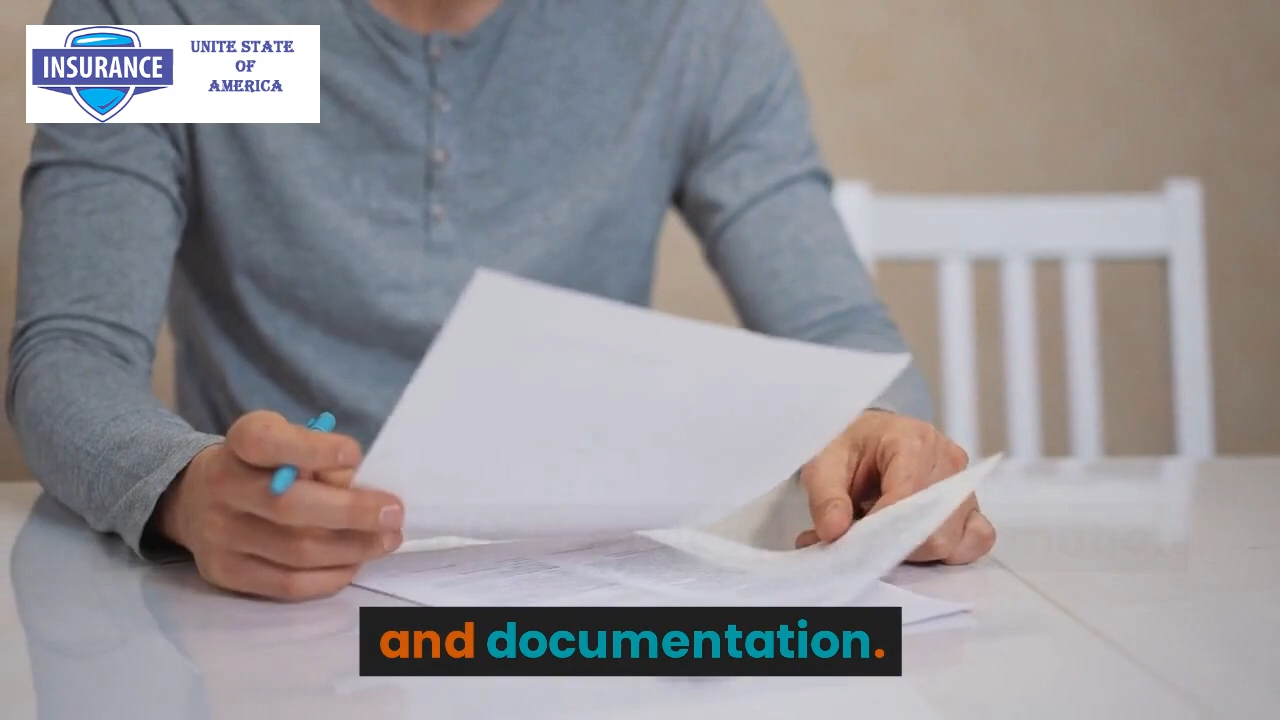 INSURANCE
UNITE STATE
OF
AMERICA
and documentation.